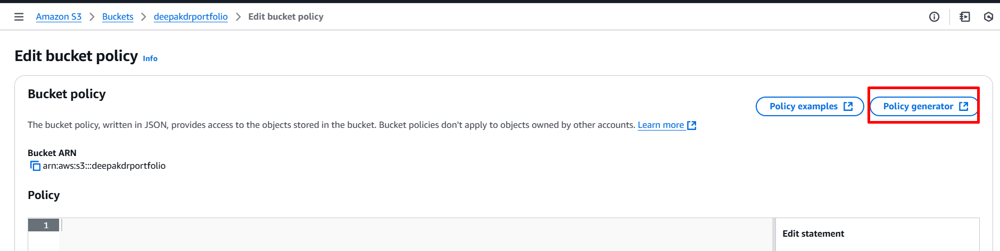 Amazon S3 > Buckets > deepakdrportfolio > Edit bucket policy
Edit bucket policy Info
Bucket policy
Policy examples
Policy generator
The bucket policy, written in JSON, provides access to the objects stored in the bucket. Bucket policies don't apply to objects owned by other accounts. Learn more
Bucket ARN
arn:aws:s3:::deepakdrportfolio
Policy
1
Edit statement